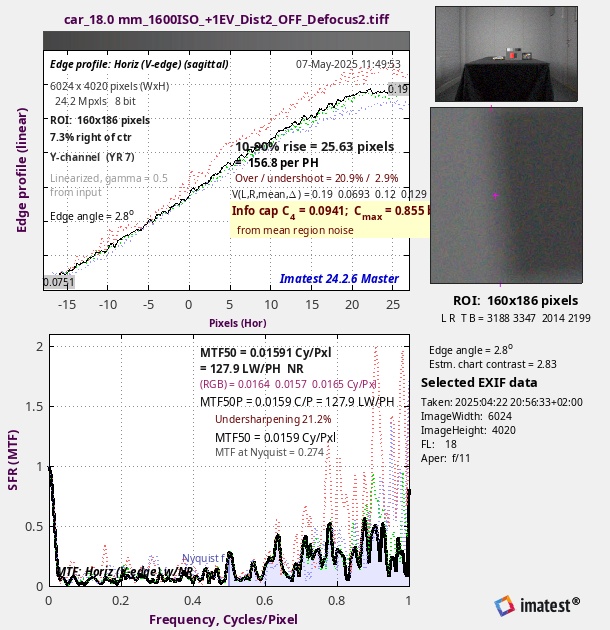 car_18.0 mm_1600ISO_+1EV_Dist2_OFF_Defocus2.tiff
Edge profile: Horiz (V-edge) (sagittal)
07-May-2025 11:49:53
6024 x 4020 pixels (WxH)
24.2 Mpxls 8 bit
0.19
ROI: 160x186 pixels
7.3% right of ctr
10-90% rise = 25.63 pixels
= 156.8 per PH
Y-channel (YR 7)
Over / undershoot = 20.9% / 2.9%
Linearized, gamma = 0.5
from input
V(L,R,mean,Δ) = 0.19 0.0693 0.12 0.129
Info cap C4 = 0.0941; Cmax = 0.855 b
Edge angle = 2.8o
from mean region noise
0.0751
Imatest 24.2.6 Master
Edge profile (linear)
-15 -10 -5 0 5 10 15 20 25
Pixels (Hor)
ROI: 160x186 pixels
L R T B = 3188 3347 2014 2199
Edge angle = 2.8o
Estm. chart contrast = 2.83
Selected EXIF data
Taken: 2025:04:22 20:56:33+02:00
ImageWidth: 6024
ImageHeight: 4020
FL: 18
Aper: f/11
MTF50 = 0.01591 Cy/Pxl
= 127.9 LW/PH NR
(RGB) = 0.0164 0.0157 0.0165 Cy/Pxl
MTF50P = 0.0159 C/P = 127.9 LW/PH
Undersharpening 21.2%
MTF50 = 0.0159 Cy/Pxl
MTF at Nyquist = 0.274
2
1.5
1
0.5
0
SFR (MTF)
Nyquist f
MTF: Horiz (V-edge) w/NR
0 0.2 0.4 0.6 0.8 1
Frequency, Cycles/Pixel
imatest®